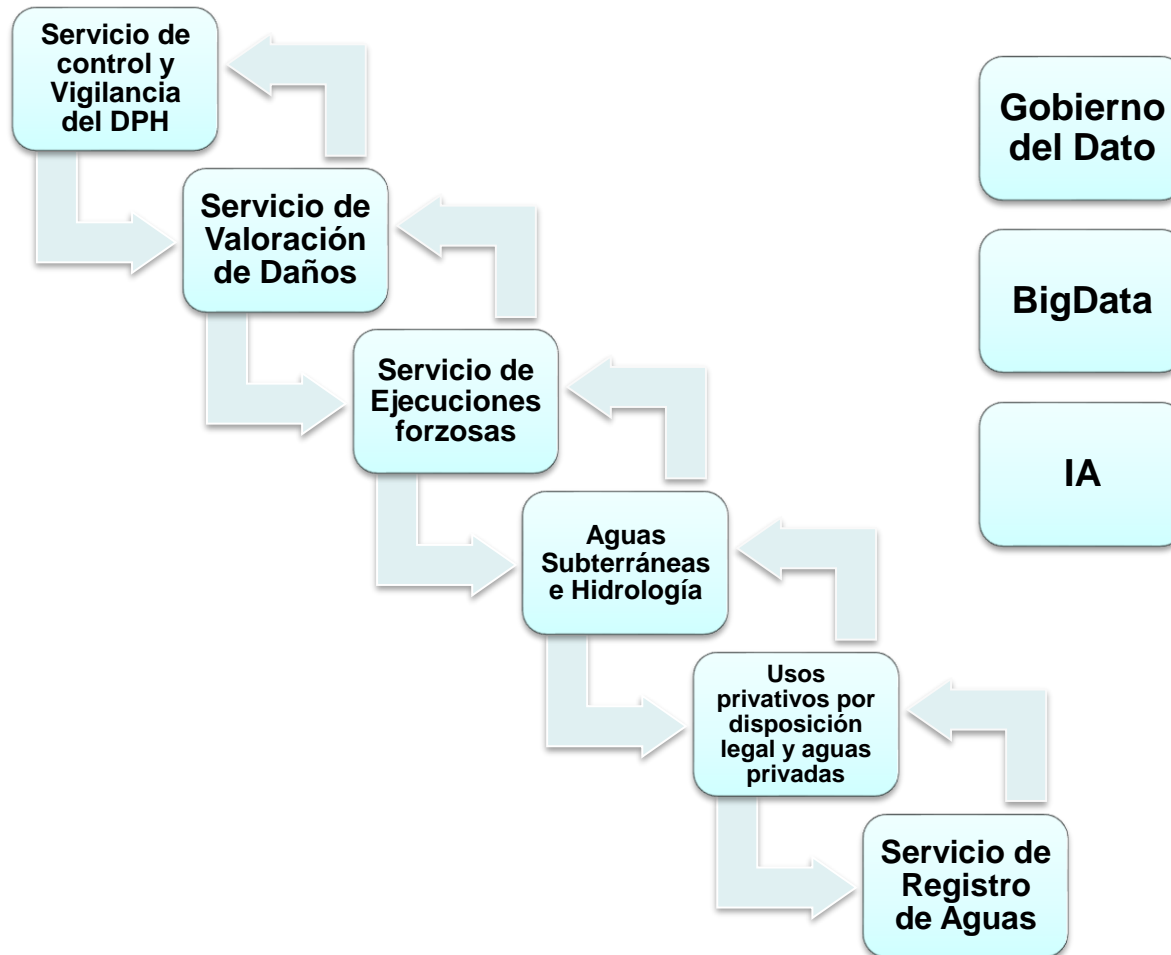 Servicio de
control y
Vigilancia
del DPH
Servicio de
Valoración
de Daños
Servicio de
Ejecuciones
forzosas
Aguas
Subterráneas
e Hidrología
Usos
privativos por
disposición
legal y aguas
privadas
Servicio de
Registro
de Aguas
Gobierno
del Dato
BigData
IA